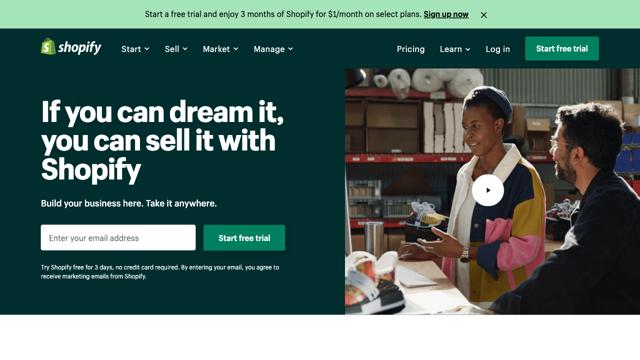 Start a free trial and enjoy 3 months of Shopify for $1/month on select plans. Sign up now
shopify Start Sell Market Manage Pricing Learn Log in Start free trial
If you can dream it,
you can sell it with
Shopify
Build your business here. Take it anywhere.
Enter your email address Start free trial
Try Shopify free for 3 days, no credit card required. By entering your email, you agree to
receive marketing emails from Shopify.